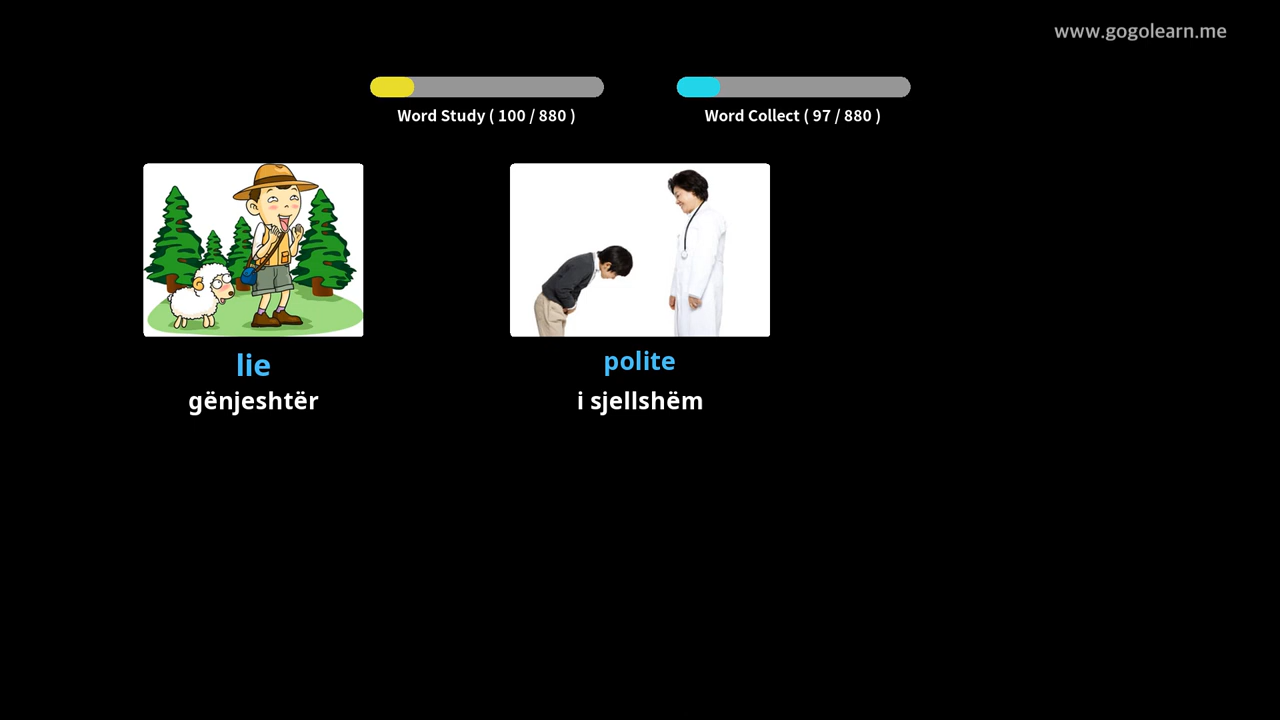 www.gogolearn.me
Word Study ( 100 / 880 )
Word Collect ( 97 / 880 )
lie
gënjeshtër
polite
i sjellshëm